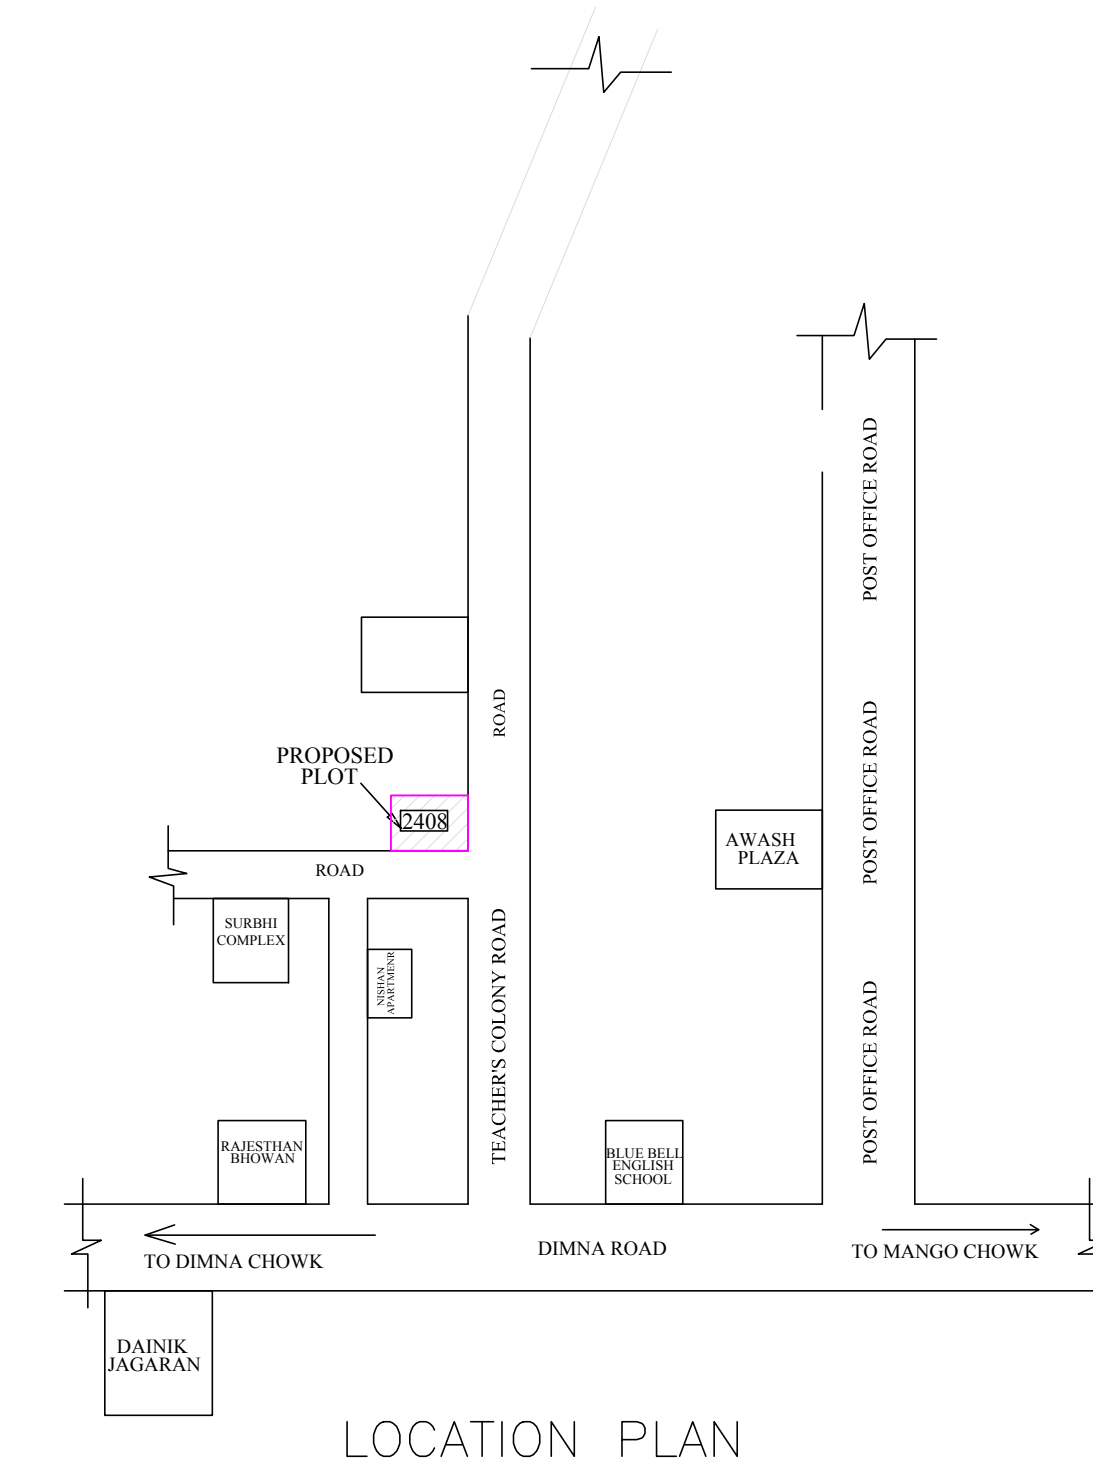 POST OFFICE ROAD
ROAD
POST OFFICE ROAD
PROPOSED
PLOT
2408
AWASH
PLAZA
ROAD
SURBHI
COMPLEX
NISHAN
APARTMENR
TEACHER'S COLONY ROAD
POST OFFICE ROAD
RAJESTHAN
BHOWAN
BLUE BELL
ENGLISH
SCHOOL
TO DIMNA CHOWK
DIMNA ROAD
TO MANGO CHOWK
DAINIK
JAGARAN
LOCATION PLAN